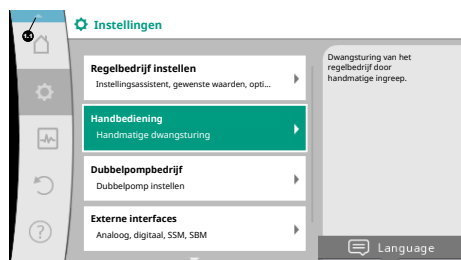 1.1
Instellingen
Regelbedrijf instellen
Instellingsassistent, gewenste waarden, opti...
Handbediening
Handmatige dwangsturing
Dubbelpompbedrijf
Dubbelpomp instellen
Externe interfaces
Analoog, digitaal, SSM, SBM
Dwangsturing van het
regelbedrijf door
handmatige ingreep.
Language